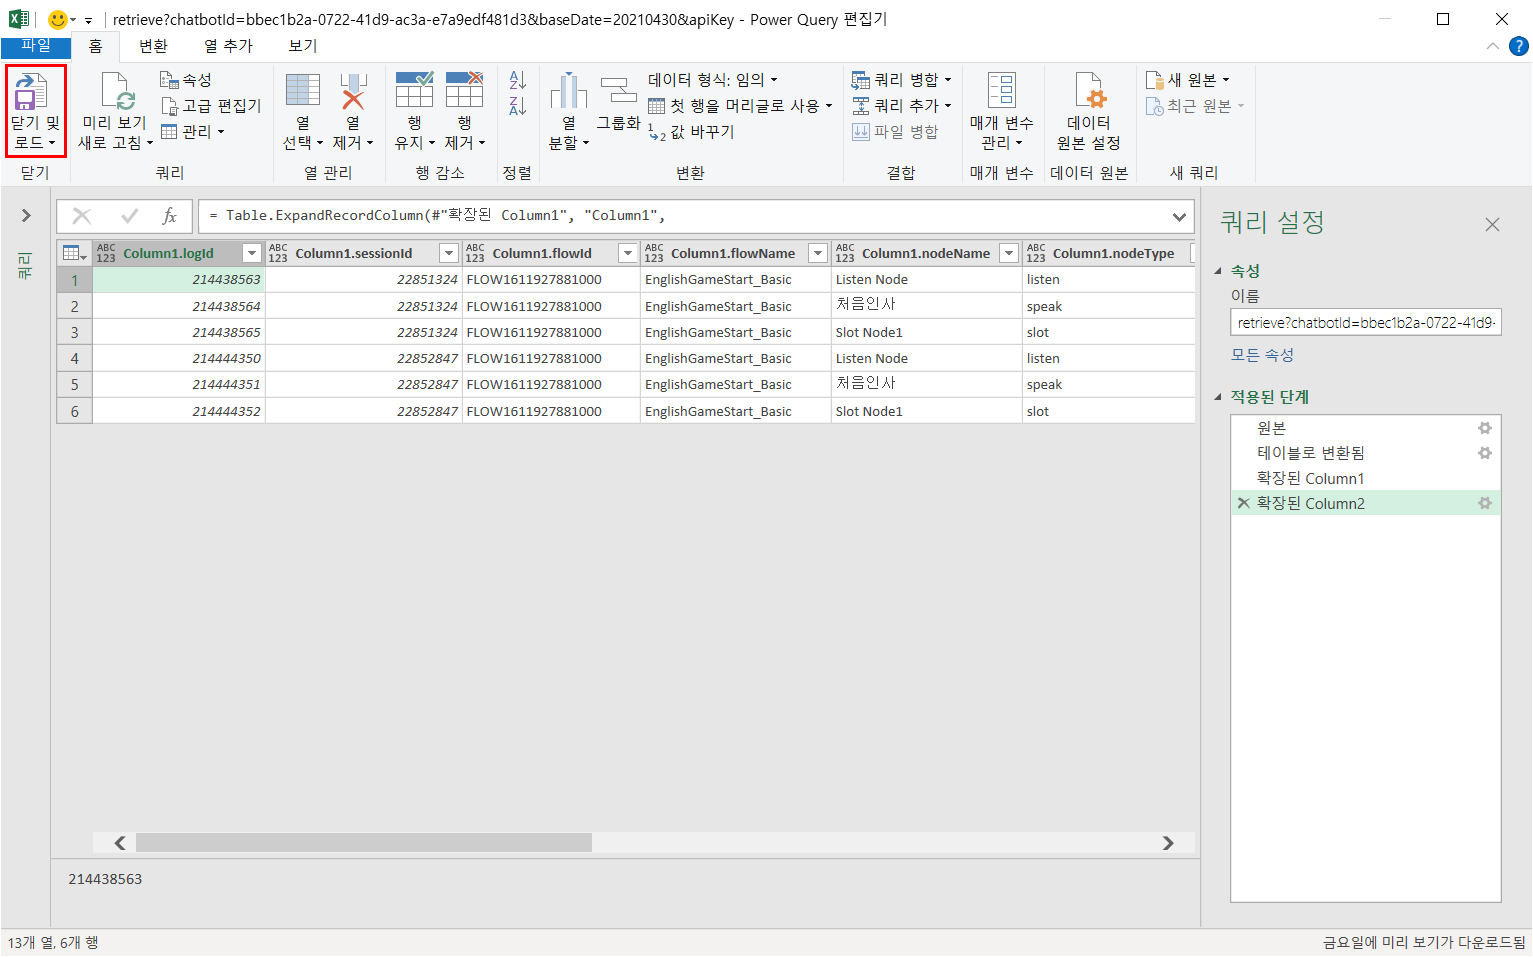 retrieve?chatbotId=bbec1b2a-0722-41d9-ac3a-e7a9edf481d3&baseDate=20210430&apiKey - Power Query 편집기
파일 홈 변환 열 추가 보기
닫기 및
로드
닫기
미리 보기
새로 고침
속성
고급 편집기
관리
쿼리
열
선택
열
제거
열 관리
행
유지
행
제거
행 감소
정렬
열
분할
그룹화
데이터 형식: 임의
첫 행을 머리글로 사용
값 바꾸기
변환
쿼리 병합
쿼리 추가
파일 병합
결합
매개 변수
관리
매개 변수
데이터
원본 설정
데이터 원본
새 원본
최근 원본
새 쿼리
쿼리
fx
= Table.ExpandRecordColumn(#"확장된 Column1", "Column1",
ABC 123 Column1.logId ABC 123 Column1.sessionId ABC 123 Column1.flowId ABC 123 Column1.flowName ABC 123 Column1.nodeName ABC 123 Column1.nodeType
1 214438563 22851324 FLOW1611927881000 EnglishGameStart_Basic Listen Node listen
2 214438564 22851324 FLOW1611927881000 EnglishGameStart_Basic 처음인사 speak
3 214438565 22851324 FLOW1611927881000 EnglishGameStart_Basic Slot Node1 slot
4 214444350 22852847 FLOW1611927881000 EnglishGameStart_Basic Listen Node listen
5 214444351 22852847 FLOW1611927881000 EnglishGameStart_Basic 처음인사 speak
6 214444352 22852847 FLOW1611927881000 EnglishGameStart_Basic Slot Node1 slot
214438563
쿼리 설정
속성
이름
retrieve?chatbotId=bbec1b2a-0722-41d9-
모든 속성
적용된 단계
원본
테이블로 변환됨
확장된 Column1
확장된 Column2
13개 열, 6개 행
금요일에 미리 보기가 다운로드됨